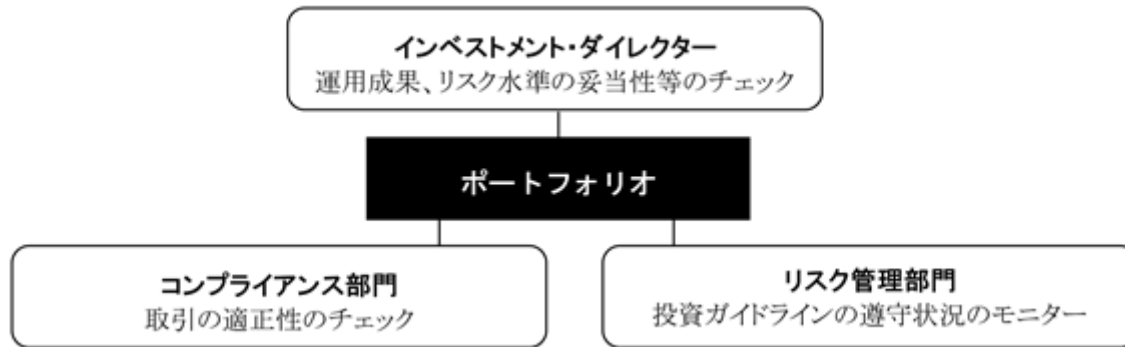 インベストメント・ダイレクター
運用成果、リスク水準の妥当性等のチェック
ポートフォリオ
コンプライアンス部門
取引の適正性のチェック
リスク管理部門
投資ガイドラインの遵守状況のモニター